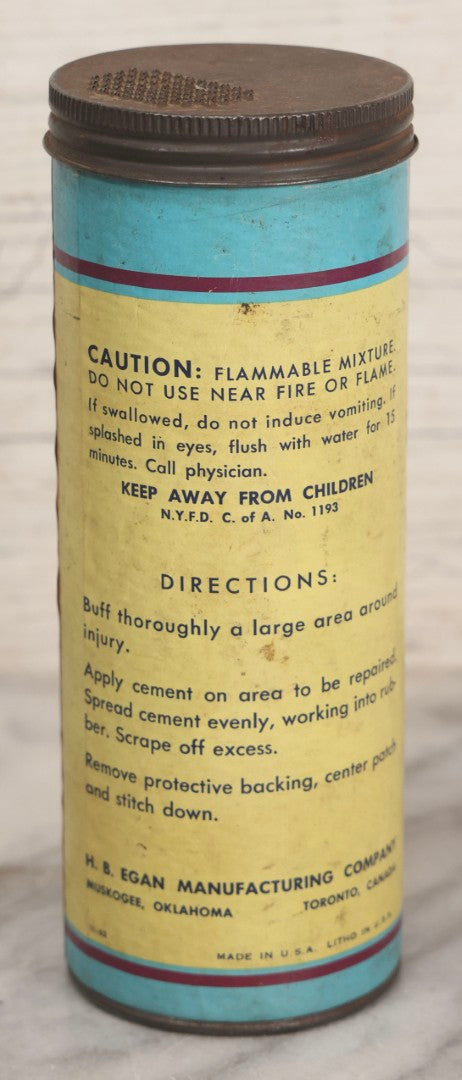 CAUTION: FLAMMABLE MIXTURE.
DO NOT USE NEAR FIRE OR FLAME.
If swallowed, do not induce vomiting. If
splashed in eyes, flush with water for 15
minutes. Call physician.
KEEP AWAY FROM CHILDREN
N.Y.F.D. C. of A. No. 1193
DIRECTIONS:
Buff thoroughly a large area around
injury.
Apply cement on area to be repaired.
Spread cement evenly, working into rub-
ber. Scrape off excess.
Remove protective backing, center patch
and stitch down.
H. B. EGAN MANUFACTURING COMPANY
MUSKOGEE, OKLAHOMA TORONTO, CANADA
MADE IN U.S.A. LITHO IN U.S.A.